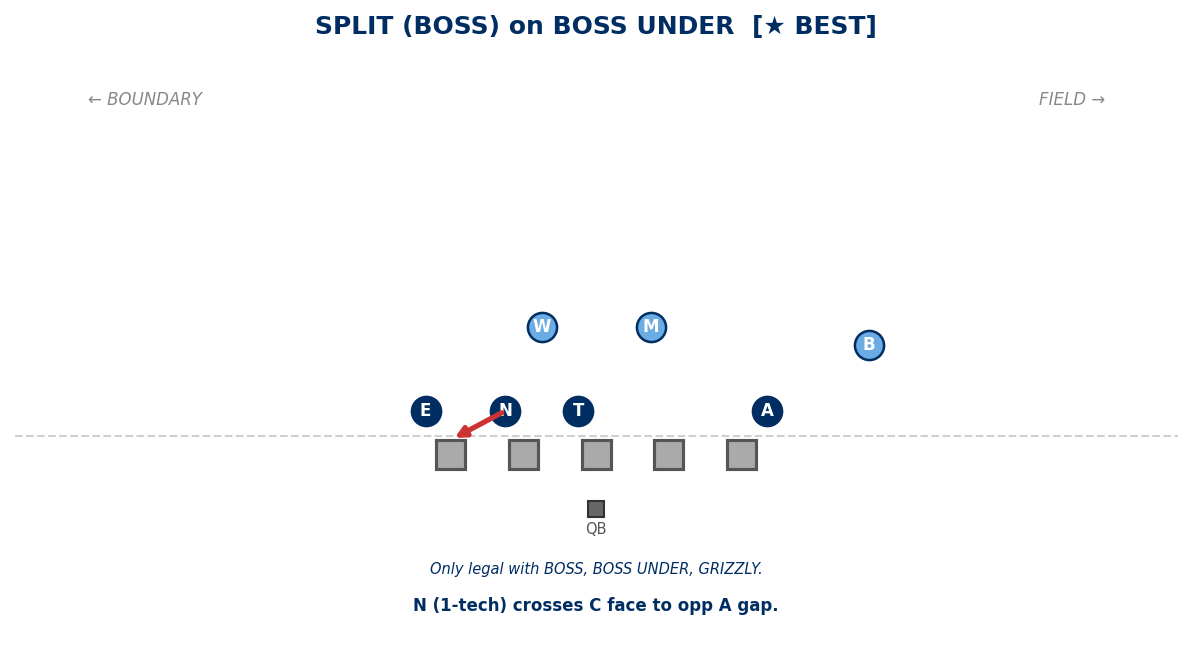 SPLIT (BOSS) on BOSS UNDER [★ BEST]
← BOUNDARY
FIELD →
W
M
B
E
N
T
A
QB
Only legal with BOSS, BOSS UNDER, GRIZZLY.
N (1-tech) crosses C face to opp A gap.